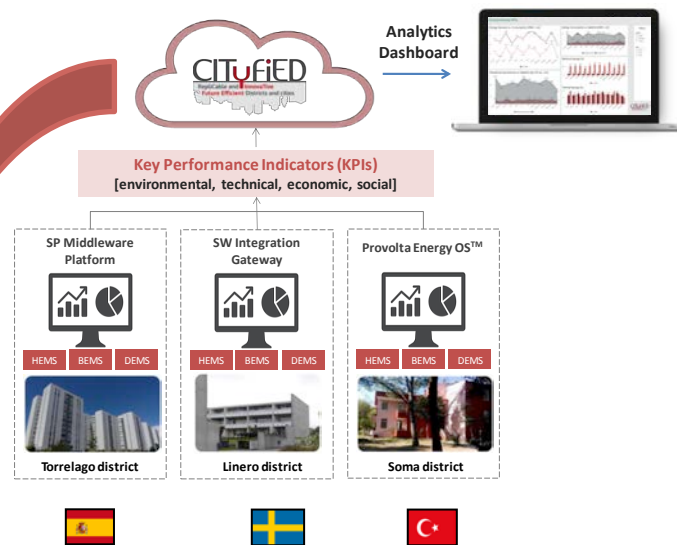 Analytics
Dashboard
CITyFiED
RepliCable and InnovaTive
Future Efficient Districts and cities
Key Performance Indicators (KPIs)
[environmental, technical, economic, social]
SP Middleware
Platform
SW Integration
Gateway
Provolta Energy OS™
HEMS BEMS DEMS
HEMS BEMS DEMS
HEMS BEMS DEMS
Torrelago district
Linero district
Soma district